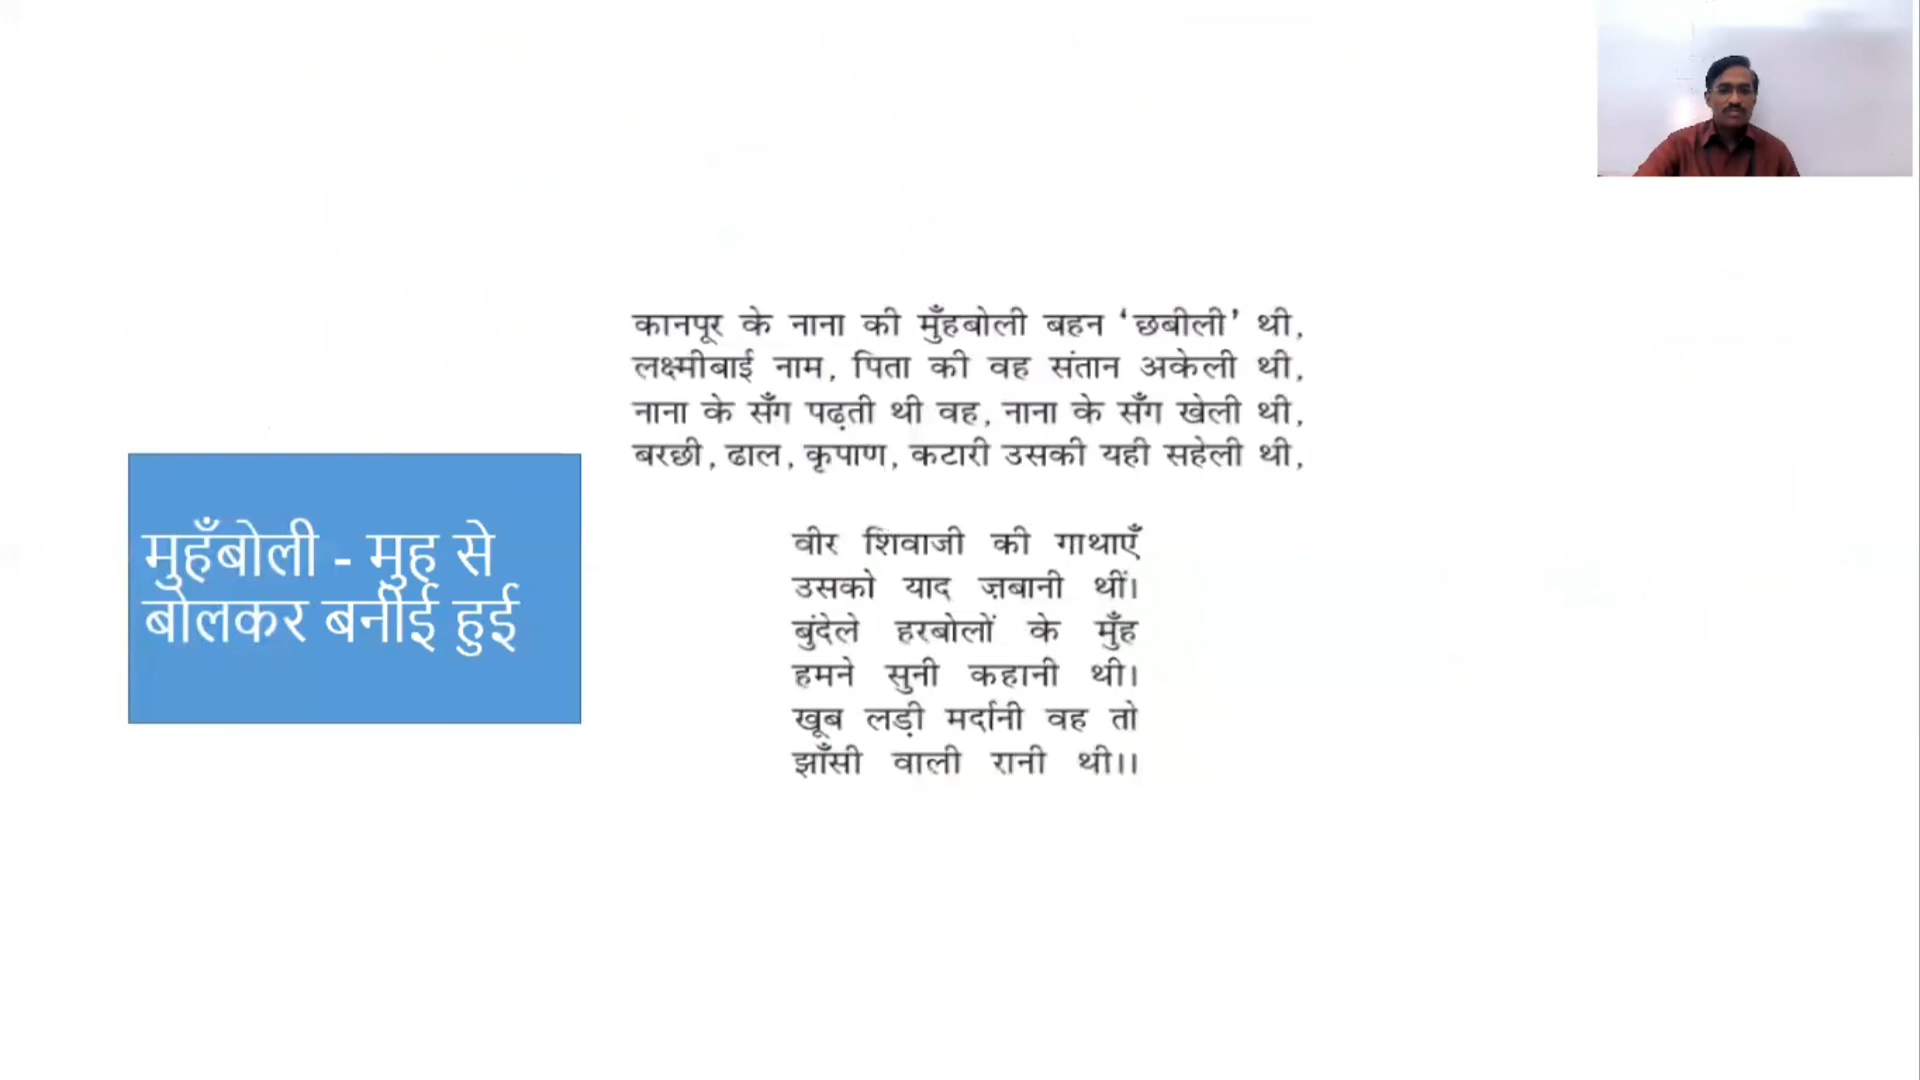 कानपूर के नाना की मुँहबोली बहन ‘छबीली’ थी,
लक्ष्मीबाई नाम, पिता की वह संतान अकेली थी,
नाना के सँग पढ़ती थी वह, नाना के सँग खेली थी,
बरछी, ढाल, कृपाण, कटारी उसकी यही सहेली थी,
वीर शिवाजी की गाथाएँ
उसको याद ज़बानी थीं।
बुंदेले हरबोलों के मुँह
हमने सुनी कहानी थी।
खूब लड़ी मर्दानी वह तो
झाँसी वाली रानी थी।।
मुहँबोली - मुह से
बोलकर बनीई हुई